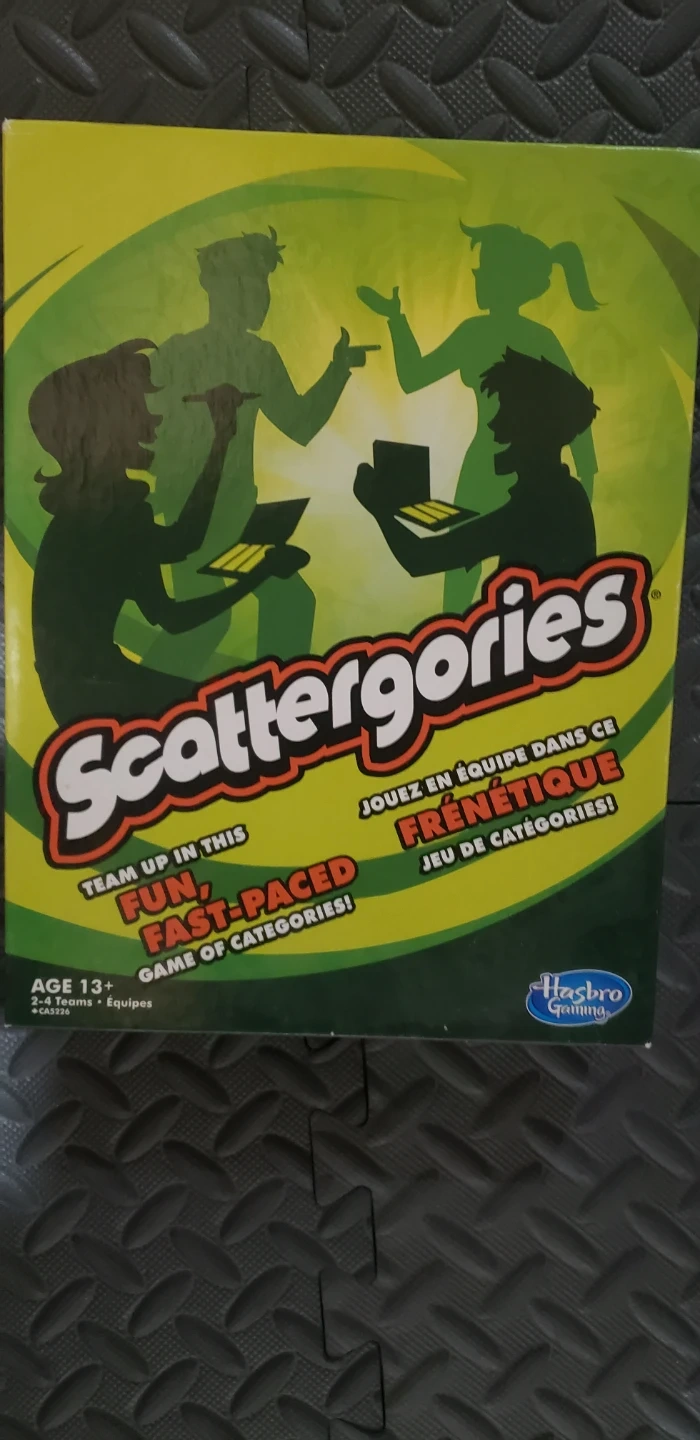 Scattergories®
TEAM UP IN THIS
FUN,
FAST-PACED
GAME OF CATEGORIES!
JOUEZ EN ÉQUIPE DANS CE
FRÉNÉTIQUE
JEU DE CATÉGORIES!
AGE 13+
2-4 Teams • Équipes
+CA5226
Hasbro
Gaming